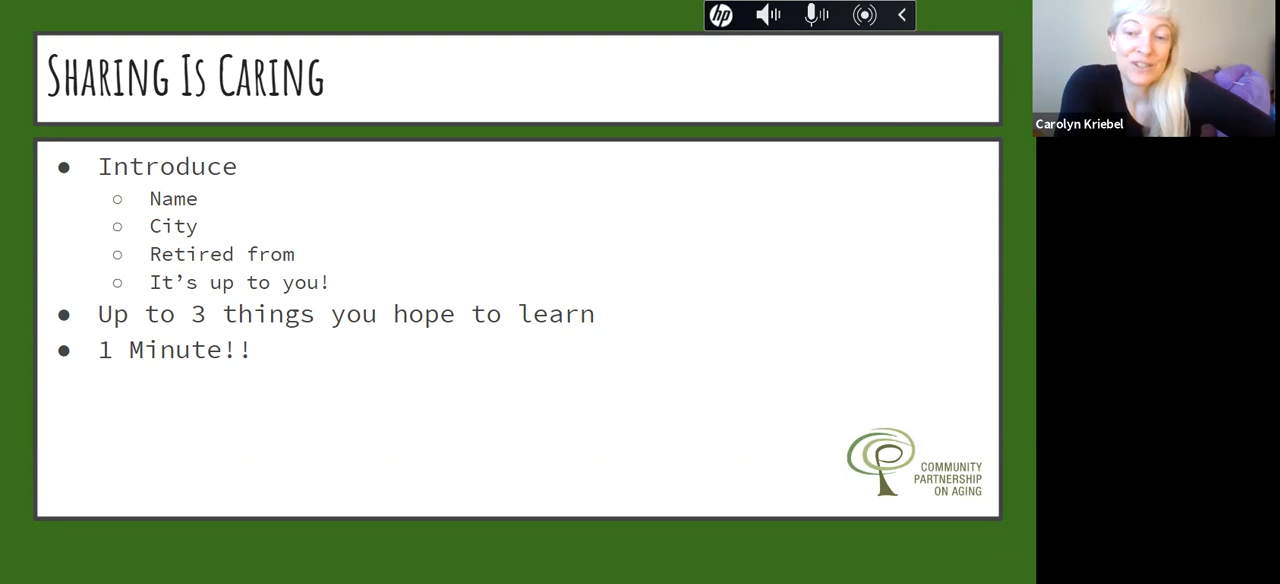 hp
SHARING IS CARING
Carolyn Kriebel
● Introduce
○ Name
○ City
○ Retired from
○ It's up to you!
● Up to 3 things you hope to learn
● 1 Minute!!
COMMUNITY
PARTNERSHIP
ON AGING